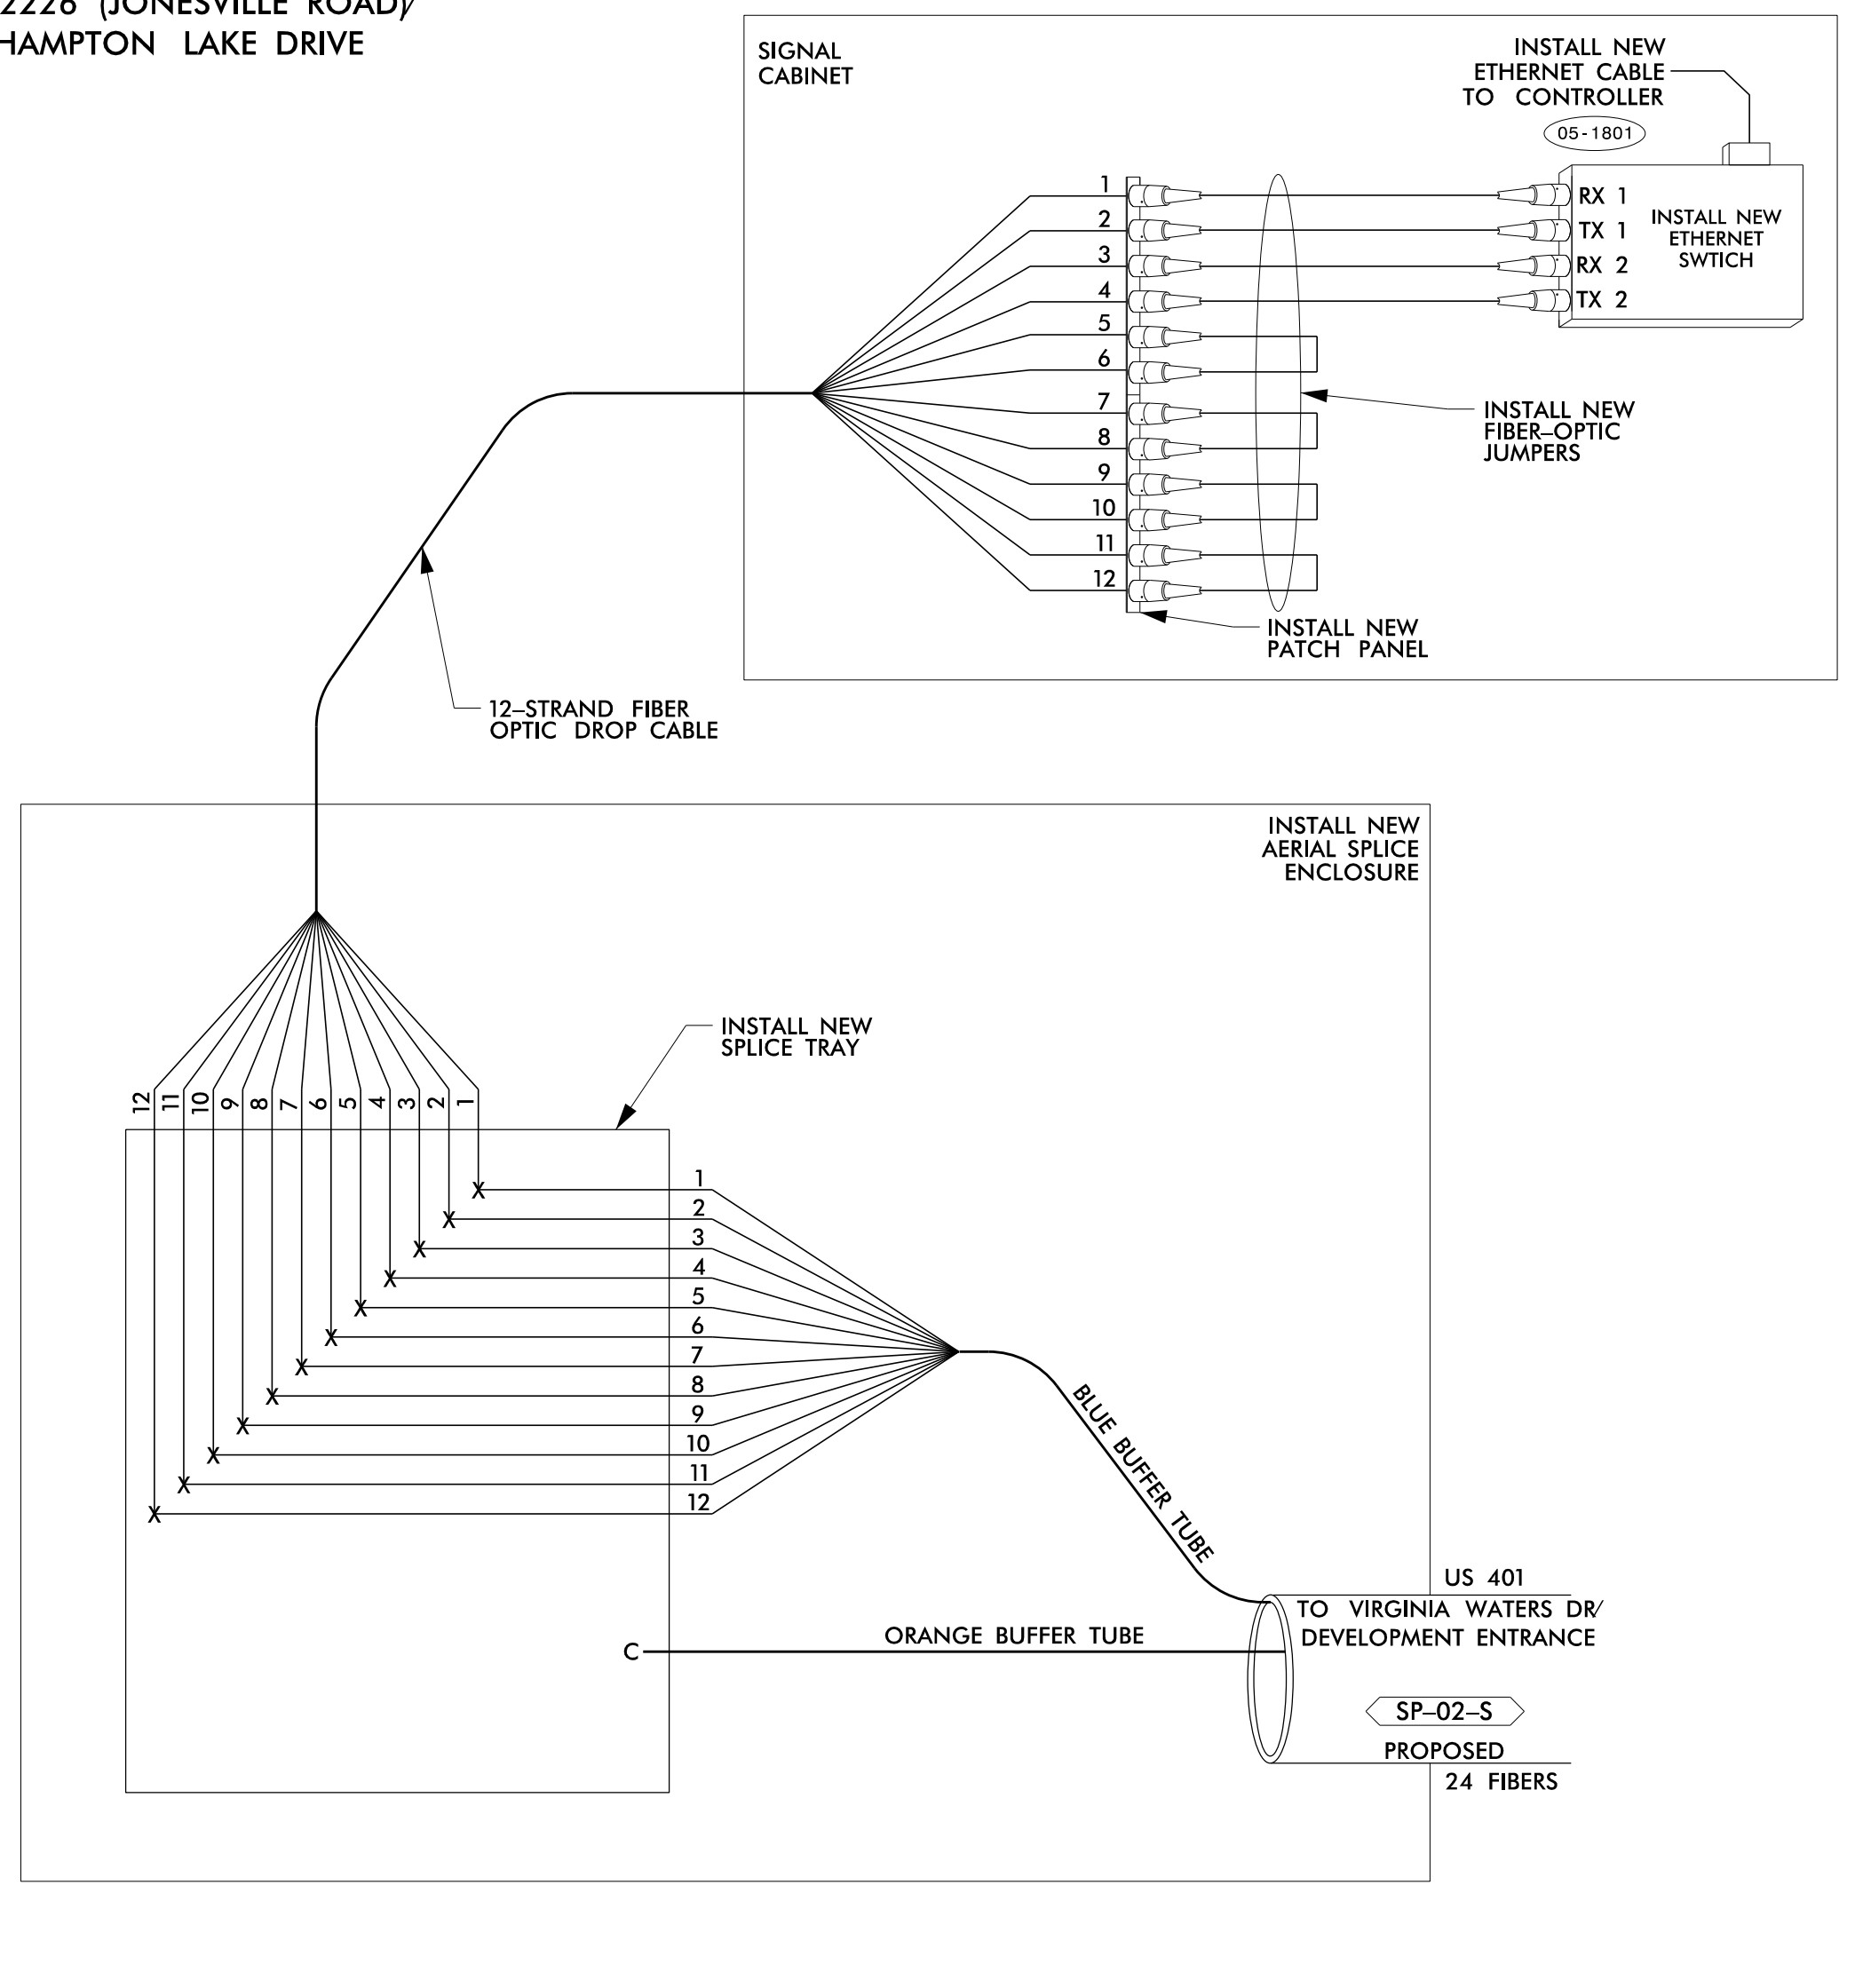 2226 (JONESVILLE ROAD)/
HAMPTON LAKE DRIVE
SIGNAL
CABINET
INSTALL NEW
ETHERNET CABLE
TO CONTROLLER
05-1801
1
2
3
4
5
6
7
8
9
10
11
12
RX 1
TX 1
RX 2
TX 2
INSTALL NEW
ETHERNET
SWTICH
INSTALL NEW
FIBER-OPTIC
JUMPERS
INSTALL NEW
PATCH PANEL
12-STRAND FIBER
OPTIC DROP CABLE
INSTALL NEW
AERIAL SPLICE
ENCLOSURE
INSTALL NEW
SPLICE TRAY
12
11
10
9
8
7
6
5
4
3
2
1
1
2
3
4
5
6
7
8
9
10
11
12
X
X
X
X
X
X
X
X
X
X
X
X
BLUE BUFFER TUBE
C
ORANGE BUFFER TUBE
US 401
TO VIRGINIA WATERS DR/
DEVELOPMENT ENTRANCE
SP-02-S
PROPOSED
24 FIBERS